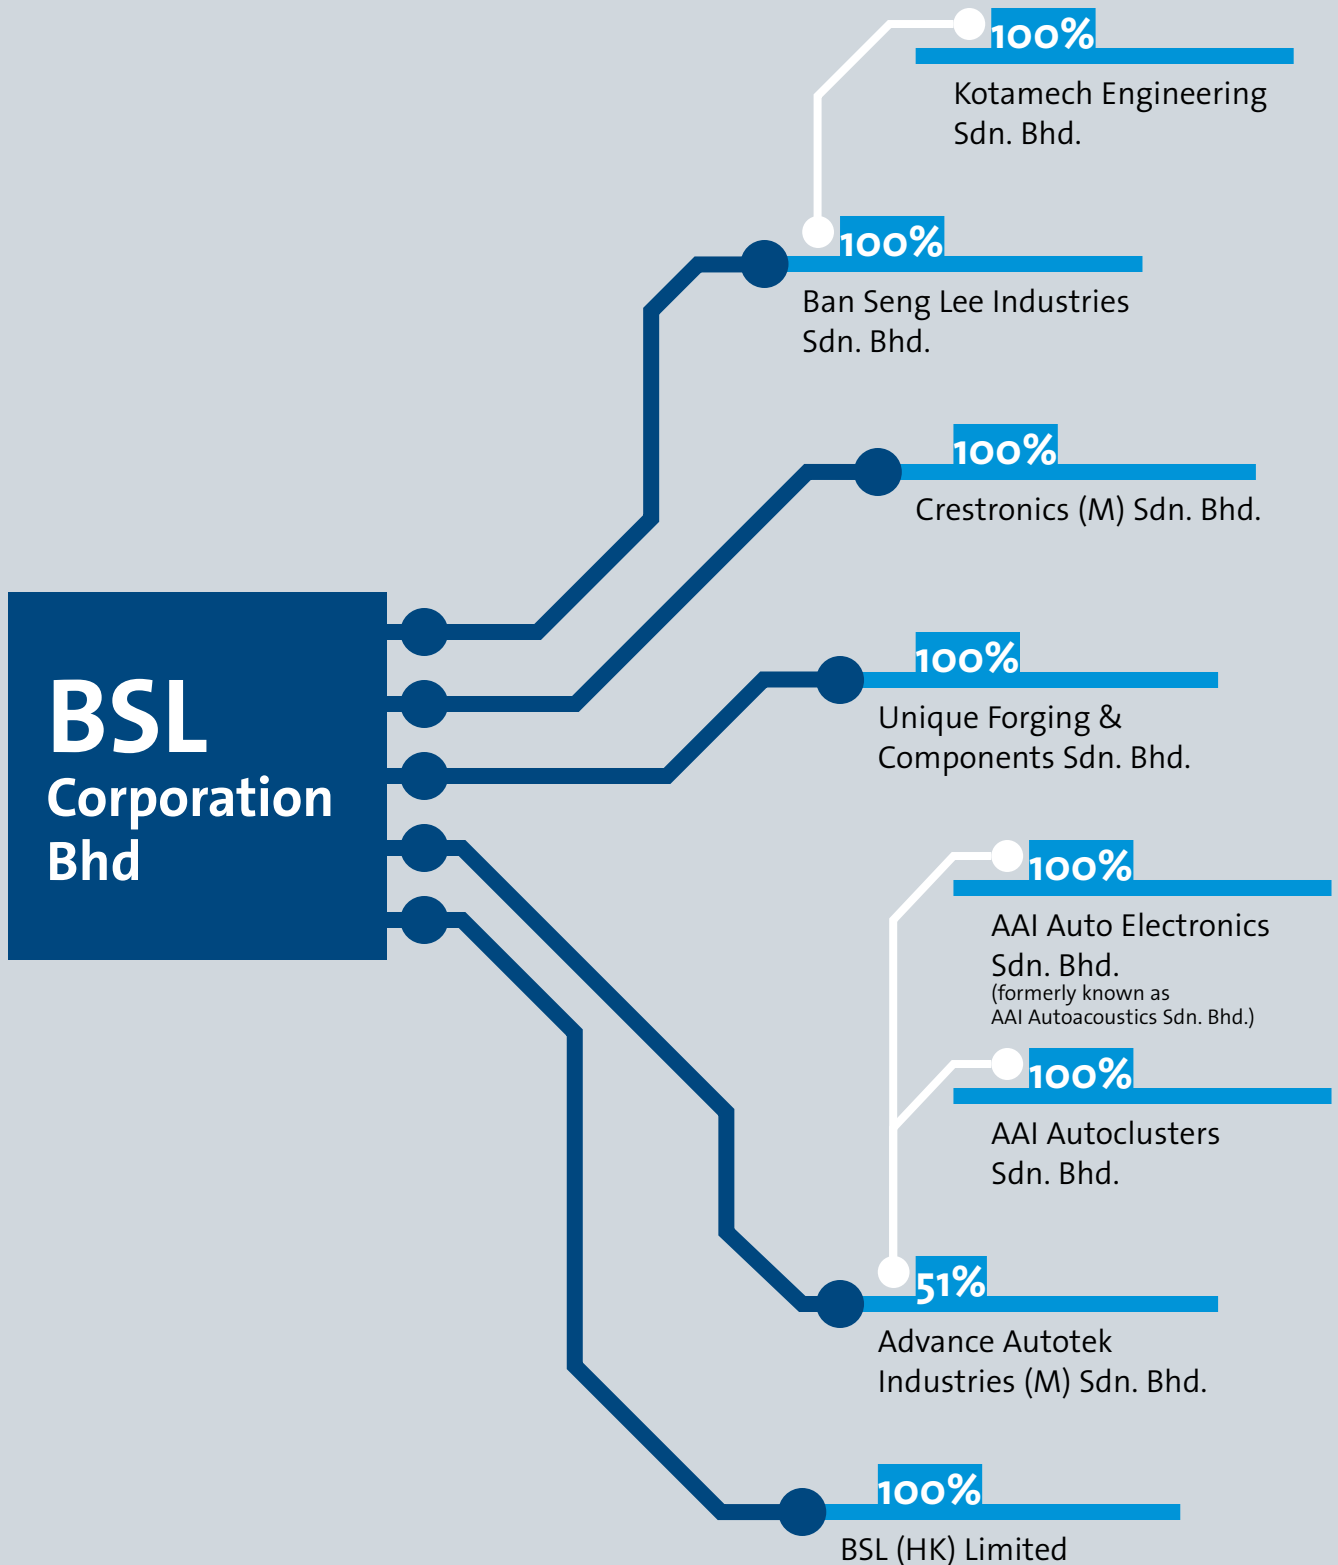 100%
Kotamech Engineering
Sdn. Bhd.
100%
Ban Seng Lee Industries
Sdn. Bhd.
100%
Crestronics (M) Sdn. Bhd.
BSL
Corporation
Bhd
100%
Unique Forging &
Components Sdn. Bhd.
100%
AAI Auto Electronics
Sdn. Bhd.
(formerly known as
AAI Autoacoustics Sdn. Bhd.)
100%
AAI Autoclusters
Sdn. Bhd.
51%
Advance Autotek
Industries (M) Sdn. Bhd.
100%
BSL (HK) Limited